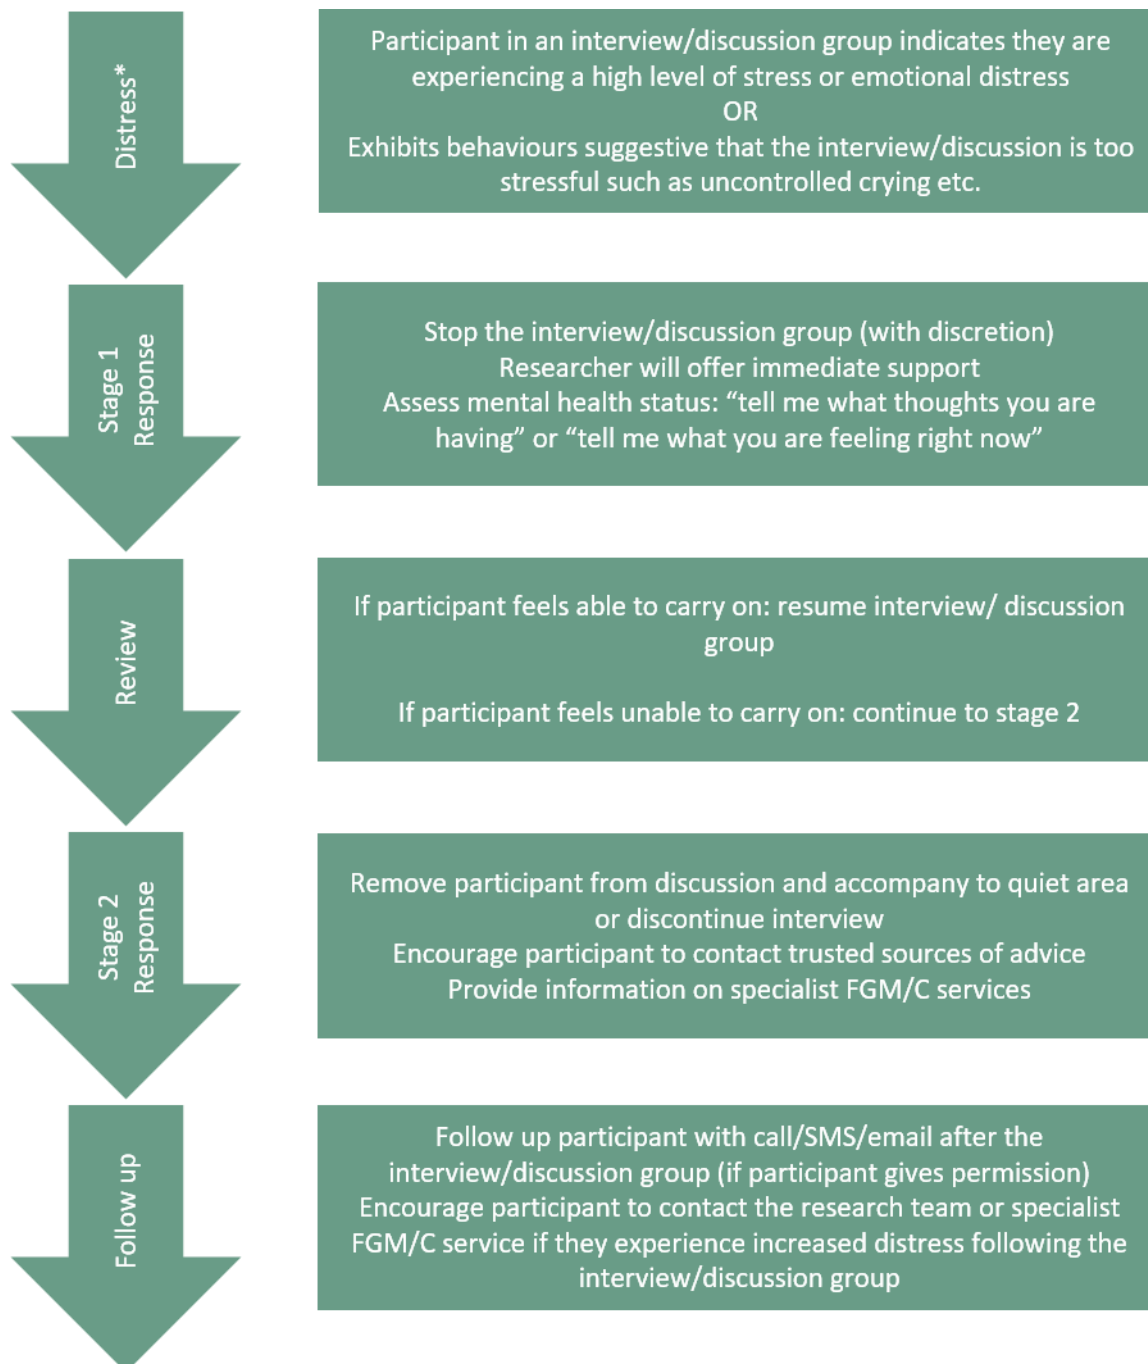 Distress*
Participant in an interview/discussion group indicates they are
experiencing a high level of stress or emotional distress
OR
Exhibits behaviours suggestive that the interview/discussion is too
stressful such as uncontrolled crying etc.
Stage 1
Response
Stop the interview/discussion group (with discretion)
Researcher will offer immediate support
Assess mental health status: “tell me what thoughts you are
having” or “tell me what you are feeling right now”
Review
If participant feels able to carry on: resume interview/ discussion
group
If participant feels unable to carry on: continue to stage 2
Stage 2
Response
Remove participant from discussion and accompany to quiet area
or discontinue interview
Encourage participant to contact trusted sources of advice
Provide information on specialist FGM/C services
Follow up
Follow up participant with call/SMS/email after the
interview/discussion group (if participant gives permission)
Encourage participant to contact the research team or specialist
FGM/C service if they experience increased distress following the
interview/discussion group